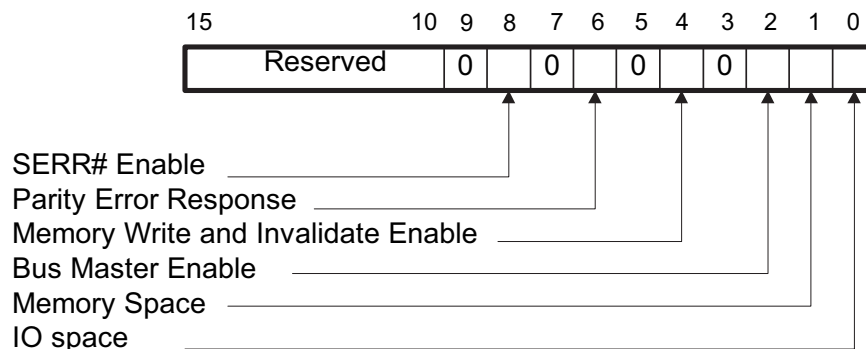 15 10 9 8 7 6 5 4 3 2 1 0
Reserved 0 0 0 0
SERR# Enable
Parity Error Response
Memory Write and Invalidate Enable
Bus Master Enable
Memory Space
IO space